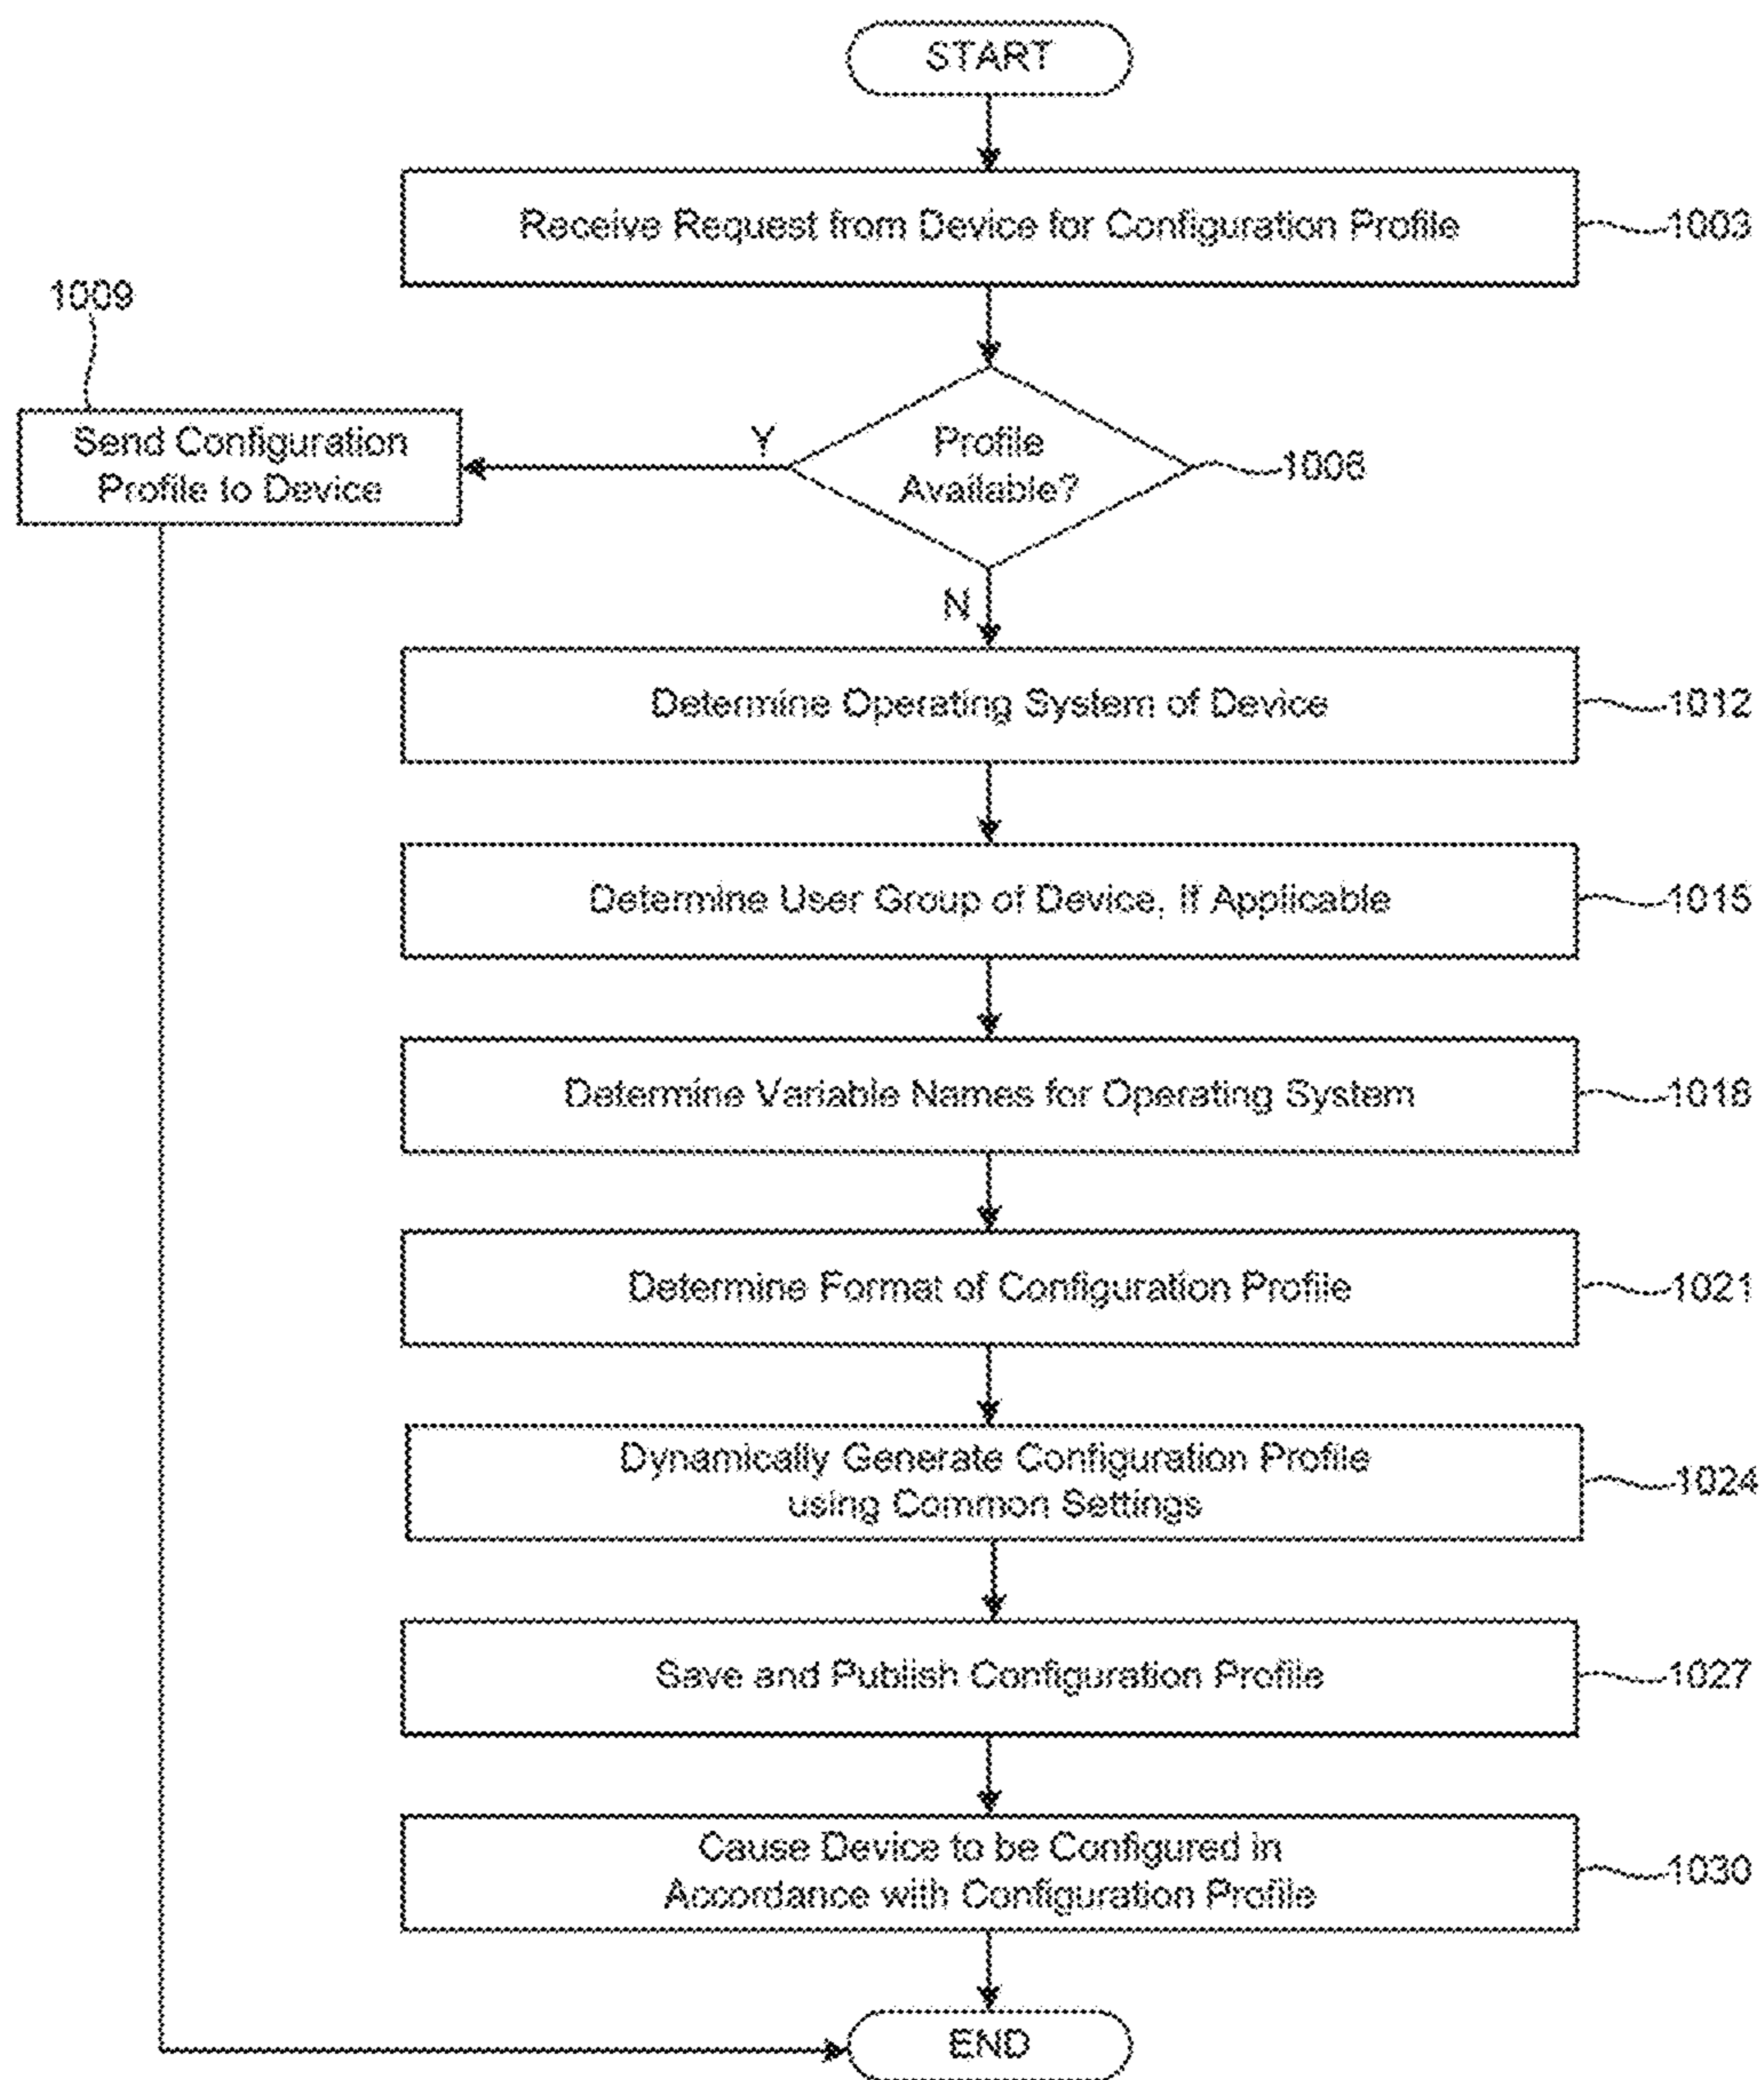 START
Receive Request from Device for Configuration Profile
1003
1009
Send Configuration
Profile to Device
Y
Profile
Available?
1006
N
Determine Operating System of Device
1012
Determine User Group of Device, If Applicable
1015
Determine Variable Names for Operating System
1018
Determine Format of Configuration Profile
1021
Dynamically Generate Configuration Profile
using Common Settings
1024
Save and Publish Configuration Profile
1027
Cause Device to be Configured in
Accordance with Configuration Profile
1030
END